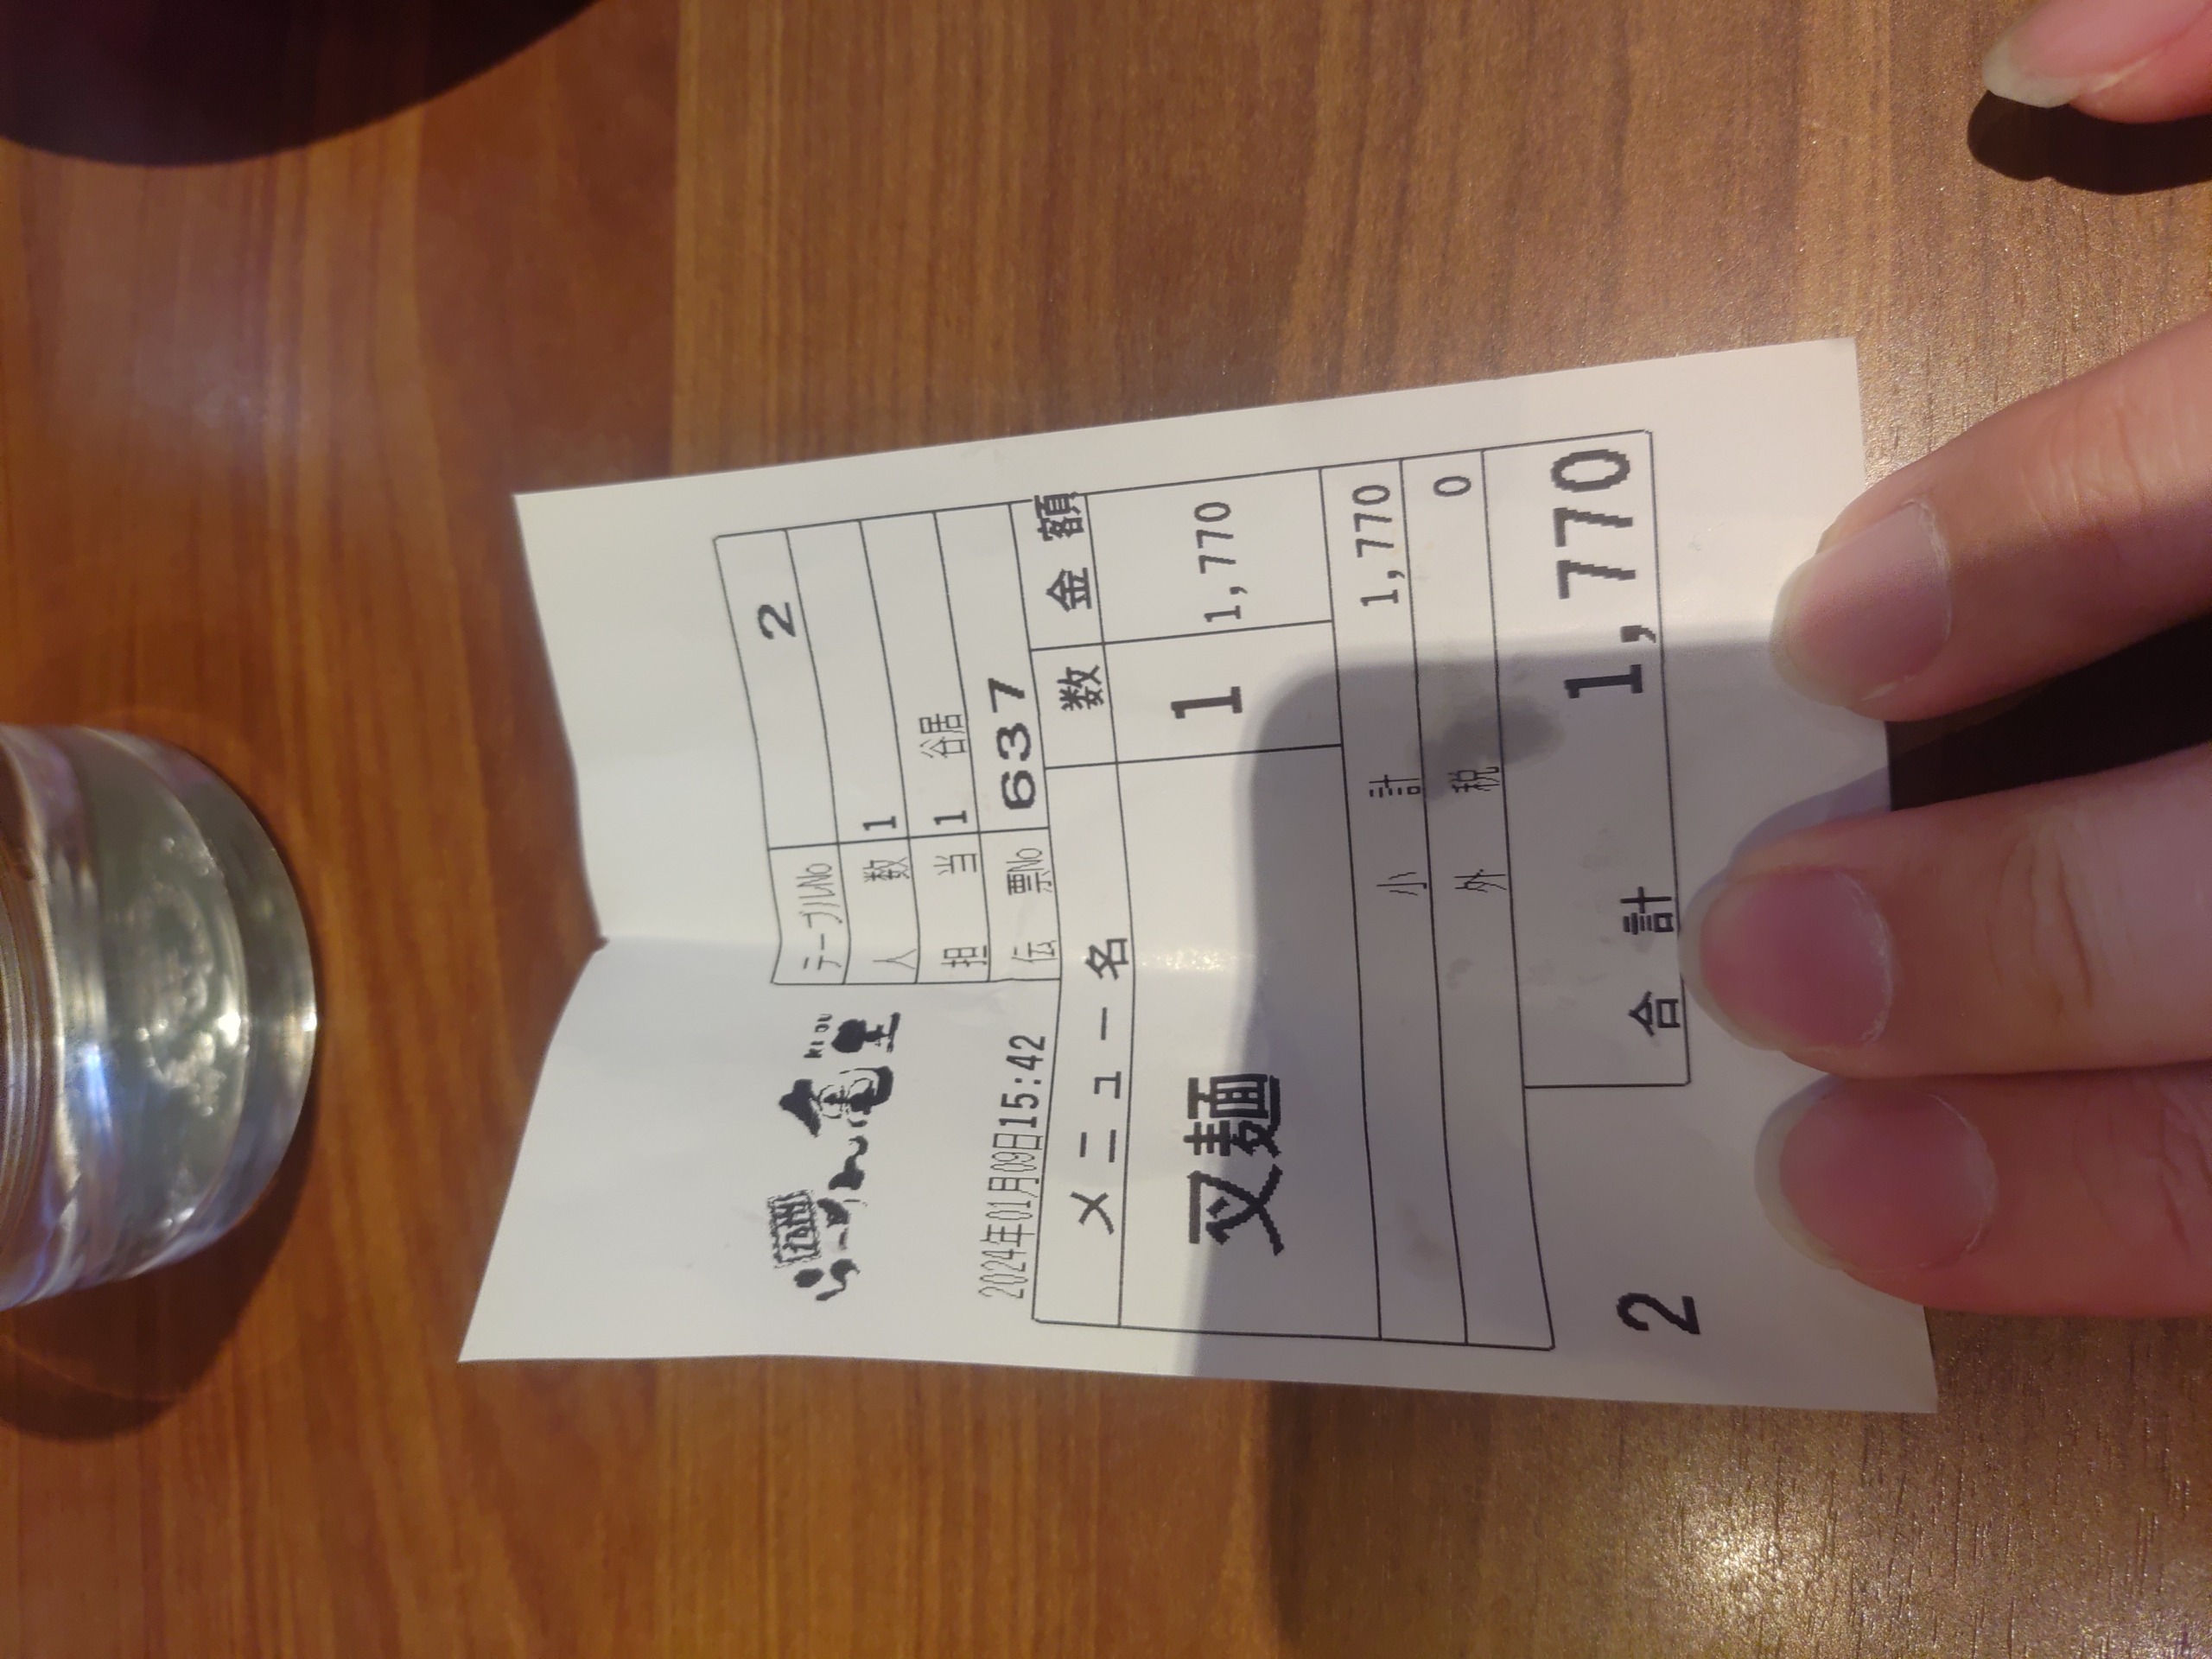 テーブルNo 2
人 数 1
担 当 1 谷居
伝 票No 637
2024年01月09日15:42
メニュー名 数 金 額
叉麺 1 1,770
小 計 1,770
外 税 0
合 計 1,770
2